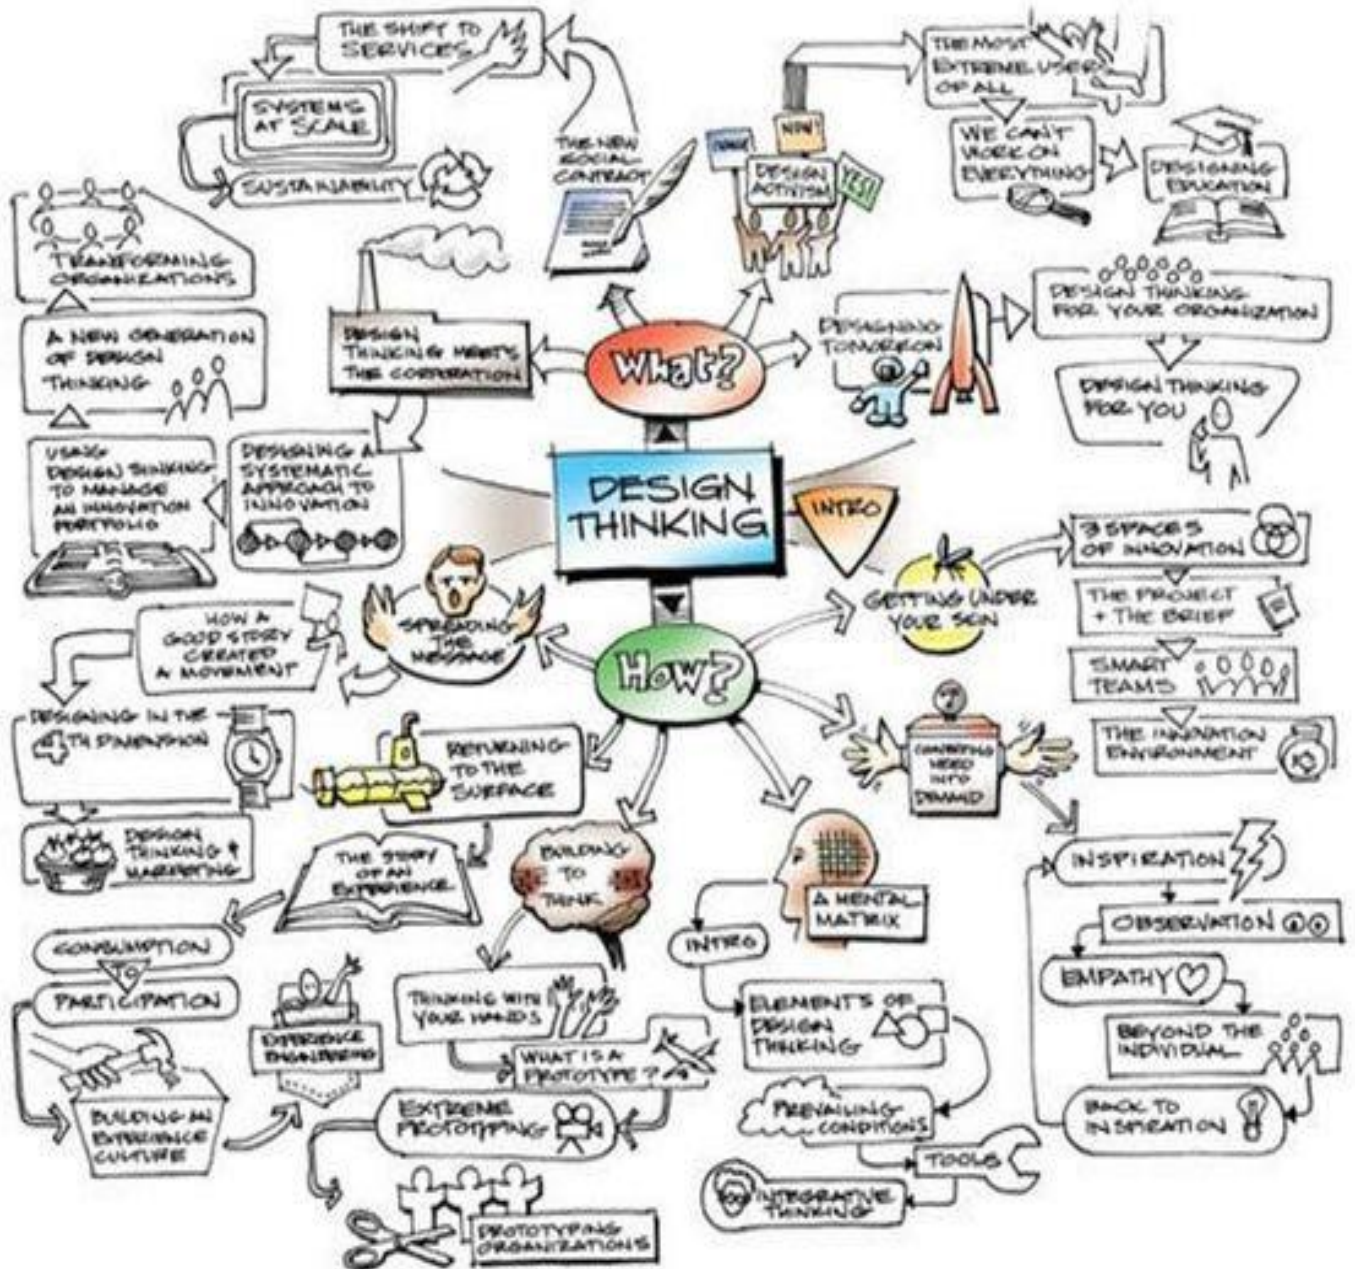 DESIGN
THINKING
INTRO
What?
THE NEW
SOCIAL
CONTRACT
THE SHIFT TO
SERVICES
SYSTEMS
AT SCALE
SUSTAINABILITY
CHANGE
NOW!
YES!
DESIGN
ACTIVISM
THE MOST
EXTREME USERS
OF ALL
WE CAN'T
WORK ON
EVERYTHING
DESIGNING
EDUCATION
DESIGNING
TOMORROW
DESIGN THINKING
FOR YOUR ORGANIZATION
DESIGN THINKING
FOR YOU
DESIGN
THINKING MEETS
THE CORPORATION
DESIGNING A
SYSTEMATIC
APPROACH TO
INNOVATION
USING
DESIGN THINKING
TO MANAGE
AN INNOVATION
PORTFOLIO
A NEW GENERATION
OF DESIGN
THINKING
TRANSFORMING
ORGANIZATIONS
How?
GETTING UNDER
YOUR SKIN
3 SPACES
OF INNOVATION
THE PROJECT
+ THE BRIEF
SMART
TEAMS
THE INNOVATION
ENVIRONMENT
CONVERTING
NEED
INTO
DEMAND
INSPIRATION
OBSERVATION
EMPATHY
BEYOND THE
INDIVIDUAL
BACK TO
INSPIRATION
A MENTAL
MATRIX
INTRO
ELEMENTS OF
DESIGN
THINKING
PREVAILING
CONDITIONS
TOOLS
INTEGRATIVE
THINKING
BUILDING
TO
THINK
THINKING WITH
YOUR HANDS
WHAT IS A
PROTOTYPE?
EXTREME
PROTOTYPING
PROTOTYPING
ORGANIZATIONS
RETURNING
TO THE
SURFACE
THE STORY
OF AN
EXPERIENCE
CONSUMPTION
TO
PARTICIPATION
BUILDING AN
EXPERIENCE
CULTURE
EXPERIENCE
ENGINEERING
SPREADING
THE
MESSAGE
HOW A
GOOD STORY
CREATED
A MOVEMENT
DESIGNING IN THE
4TH DIMENSION
DESIGN
THINKING &
MARKETING